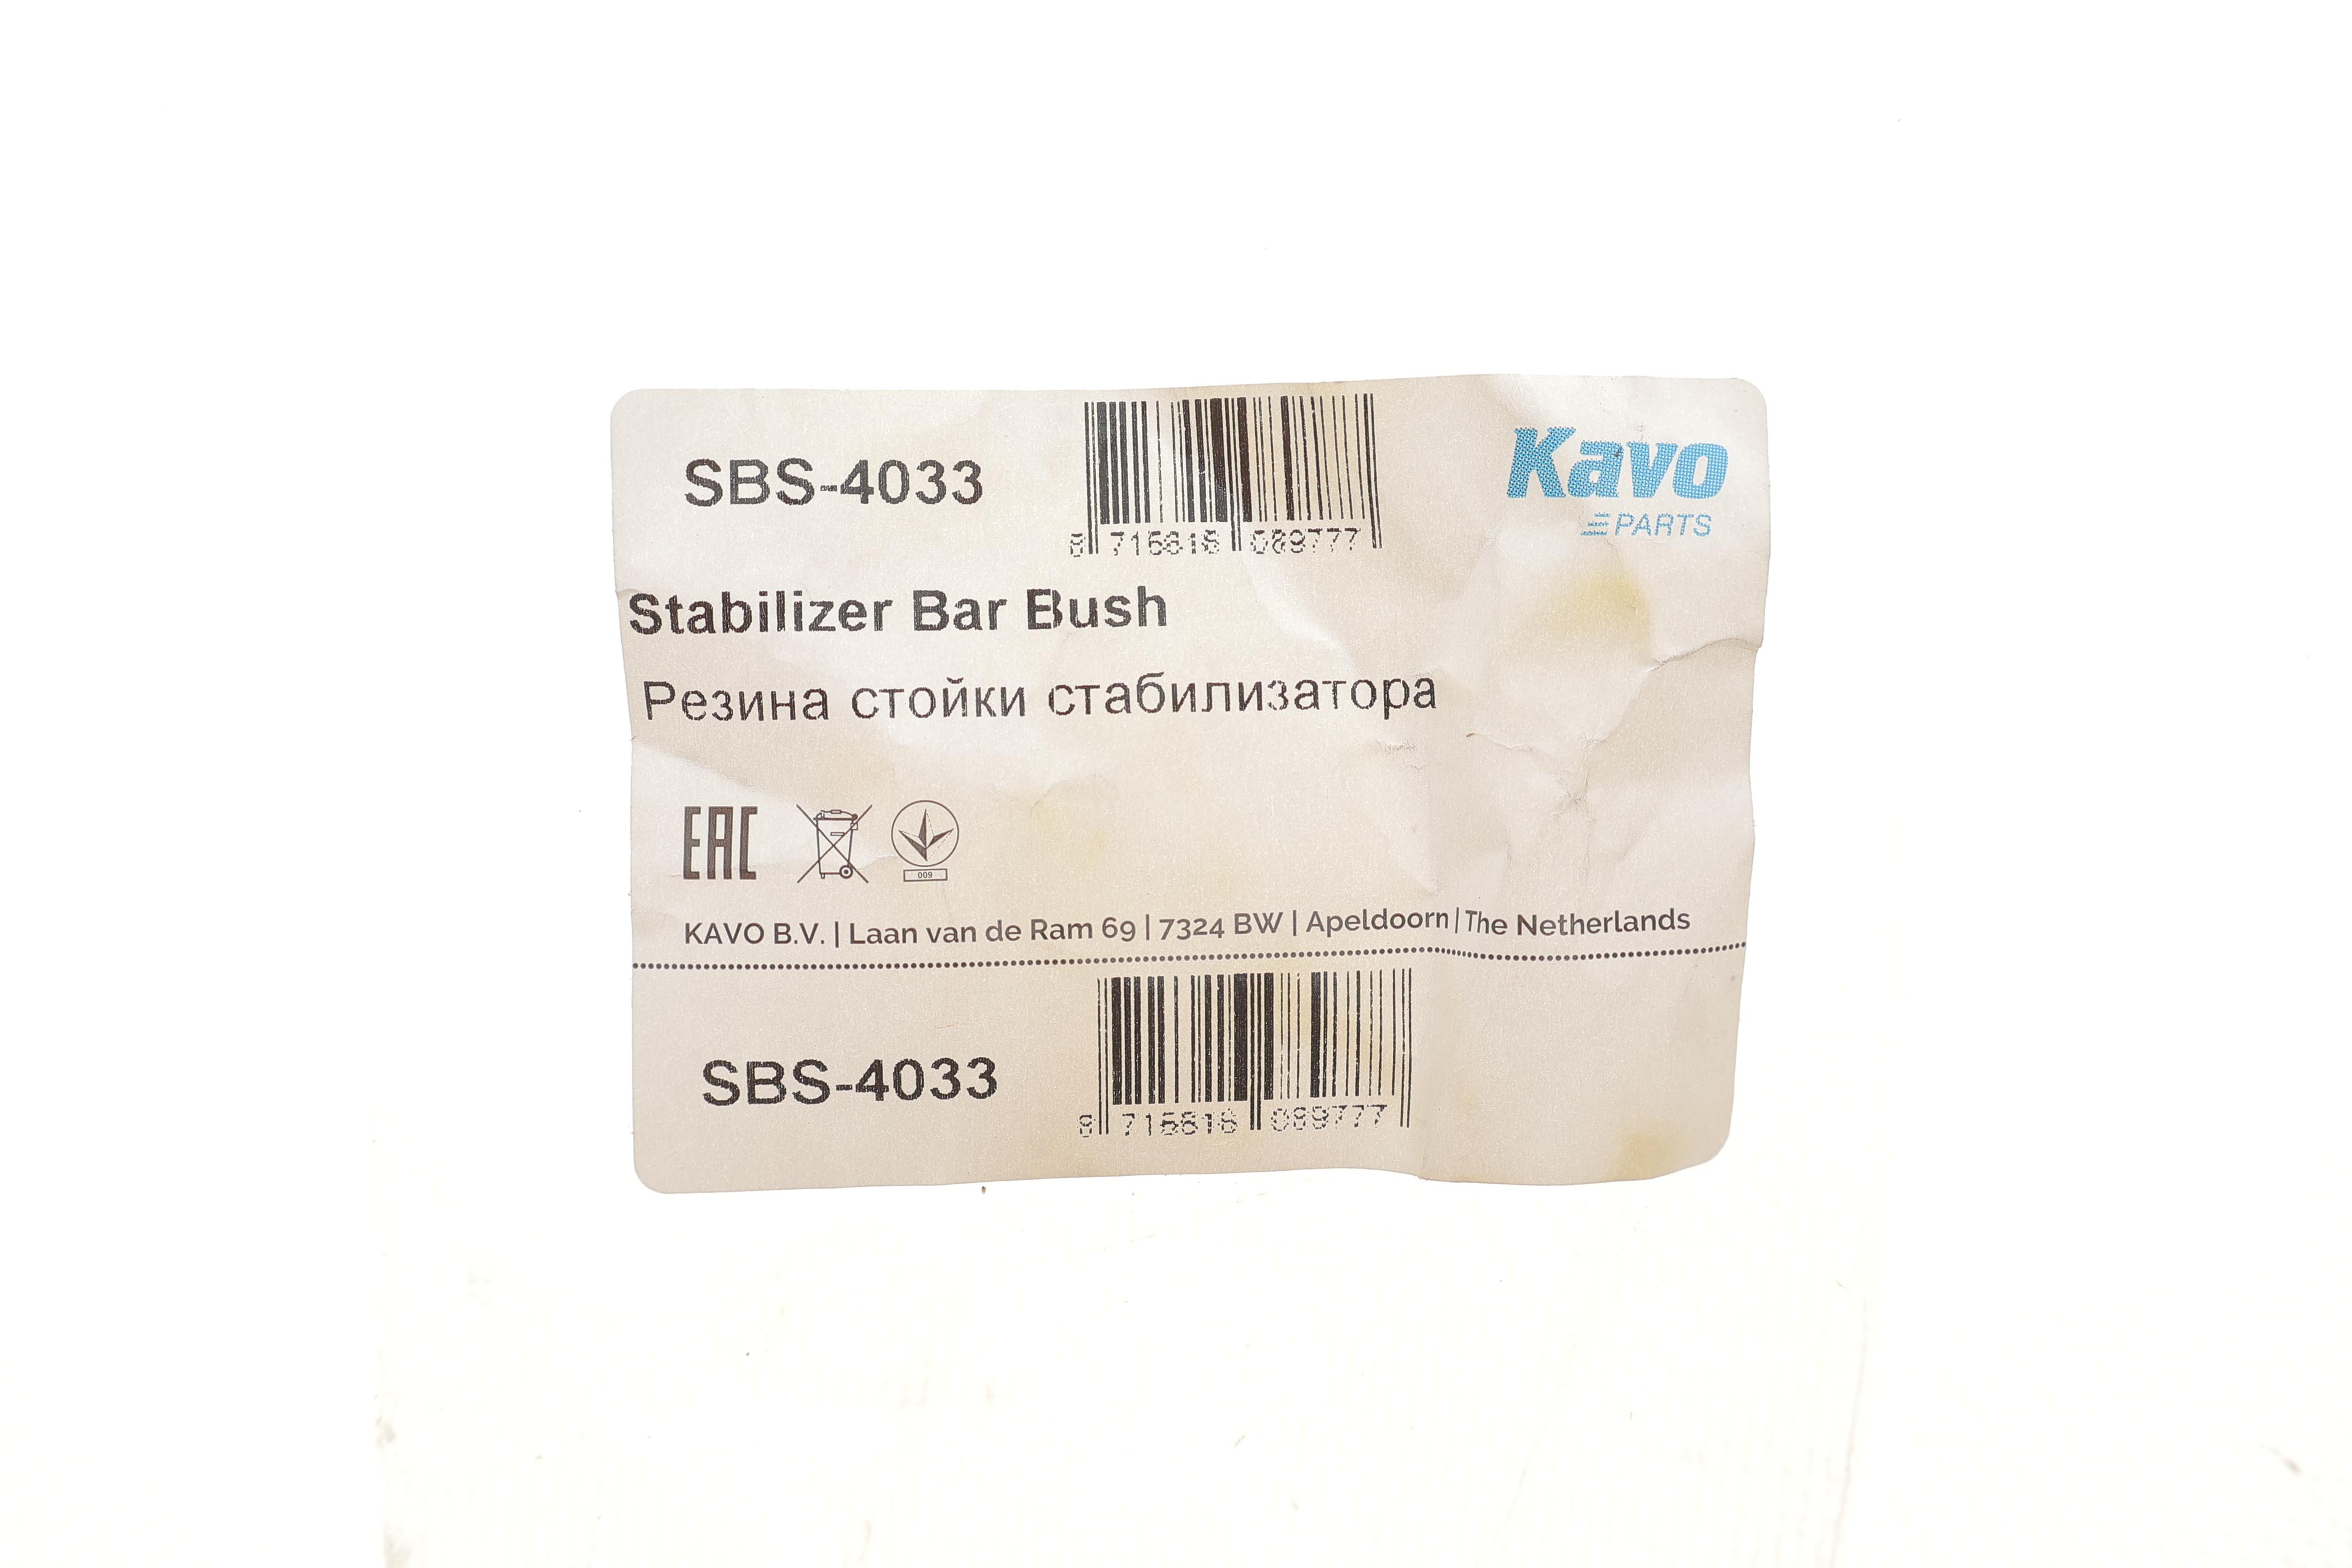 SBS-4033
8 715616 089777
Kavo
PARTS
Stabilizer Bar Bush
Резина стойки стабилизатора
EAC
009
KAVO B.V. | Laan van de Ram 69 | 7324 BW | Apeldoorn | The Netherlands
SBS-4033
8 715616 089777